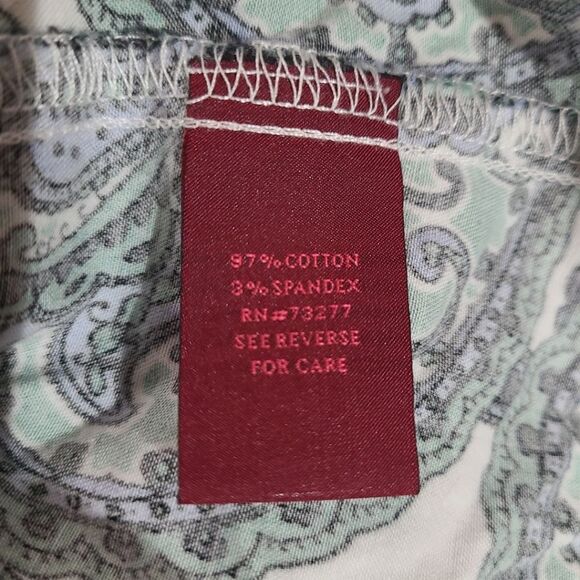 97% COTTON
3% SPANDEX
RN#73277
SEE REVERSE
FOR CARE